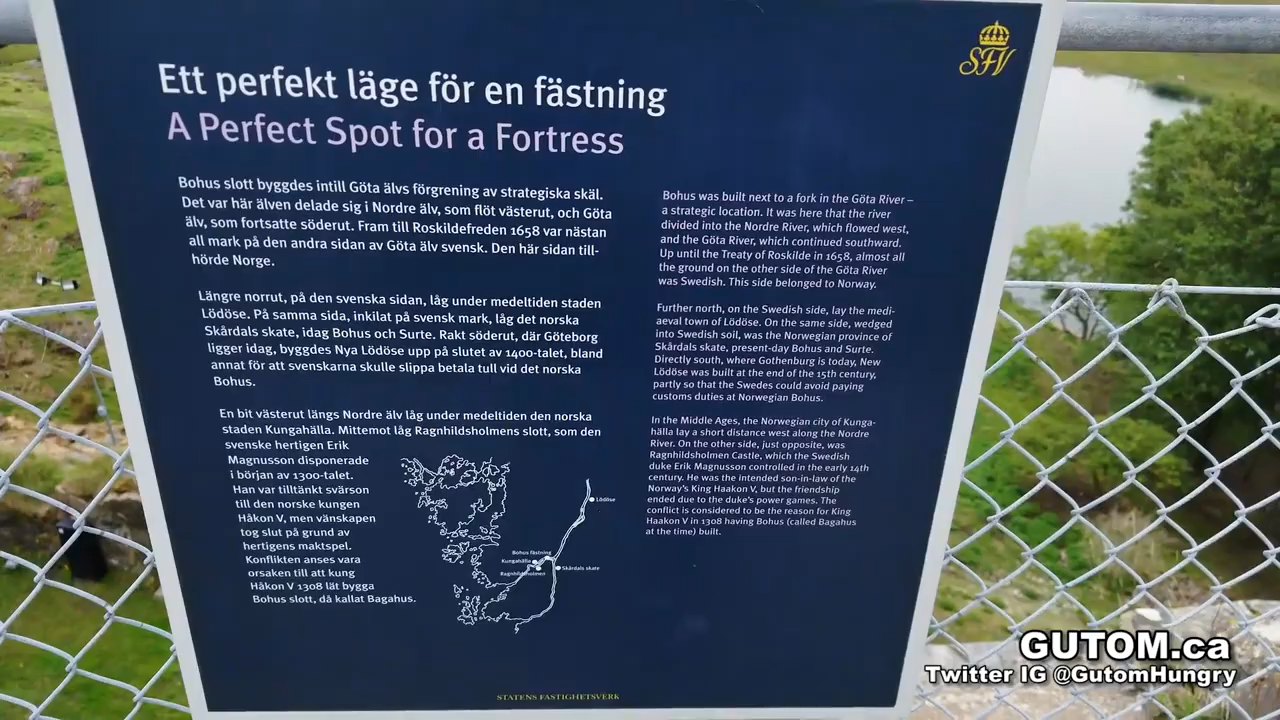 SFV
Ett perfekt läge för en fästning
A Perfect Spot for a Fortress
Bohus slott byggdes intill Göta älvs förgrening av strategiska skäl.
Det var här älven delade sig i Nordre älv, som flöt västerut, och Göta
älv, som fortsatte söderut. Fram till Roskildefreden 1658 var nästan
all mark på den andra sidan av Göta älv svensk. Den här sidan till-
hörde Norge.
Längre norrut, på den svenska sidan, låg under medeltiden staden
Lödöse. På samma sida, inkilat på svensk mark, låg det norska
Skårdals skate, idag Bohus och Surte. Rakt söderut, där Göteborg
ligger idag, byggdes Nya Lödöse upp på slutet av 1400-talet, bland
annat för att svenskarna skulle slippa betala tull vid det norska
Bohus.
En bit västerut längs Nordre älv låg under medeltiden den norska
staden Kungahälla. Mittemot låg Ragnhildsholmens slott, som den
svenske hertigen Erik
Magnusson disponerade
i början av 1300-talet.
Han var tilltänkt svärson
till den norske kungen
Håkon V, men vänskapen
tog slut på grund av
hertigens maktspel.
Konflikten anses vara
orsaken till att kung
Håkon V 1308 lät bygga
Bohus slott, då kallat Bagahus.
Lödöse
Bohus fästning
Kungahälla
Skårdals skate
Ragnhildsholmen
Bohus was built next to a fork in the Göta River –
a strategic location. It was here that the river
divided into the Nordre River, which flowed west,
and the Göta River, which continued southward.
Up until the Treaty of Roskilde in 1658, almost all
the ground on the other side of the Göta River
was Swedish. This side belonged to Norway.
Further north, on the Swedish side, lay the medi-
aeval town of Lödöse. On the same side, wedged
into Swedish soil, was the Norwegian province of
Skårdals skate, present-day Bohus and Surte.
Directly south, where Gothenburg is today, New
Lödöse was built at the end of the 15th century,
partly so that the Swedes could avoid paying
customs duties at Norwegian Bohus.
In the Middle Ages, the Norwegian city of Kunga-
hälla lay a short distance west along the Nordre
River. On the other side, just opposite, was
Ragnhildsholmen Castle, which the Swedish
duke Erik Magnusson controlled in the early 14th
century. He was the intended son-in-law of the
Norway's King Haakon V, but the friendship
ended due to the duke's power games. The
conflict is considered to be the reason for King
Haakon V in 1308 having Bohus (called Bagahus
at the time) built.
STATENS FASTIGHETSVERK
GUTOM.ca
Twitter IG @GutomHungry